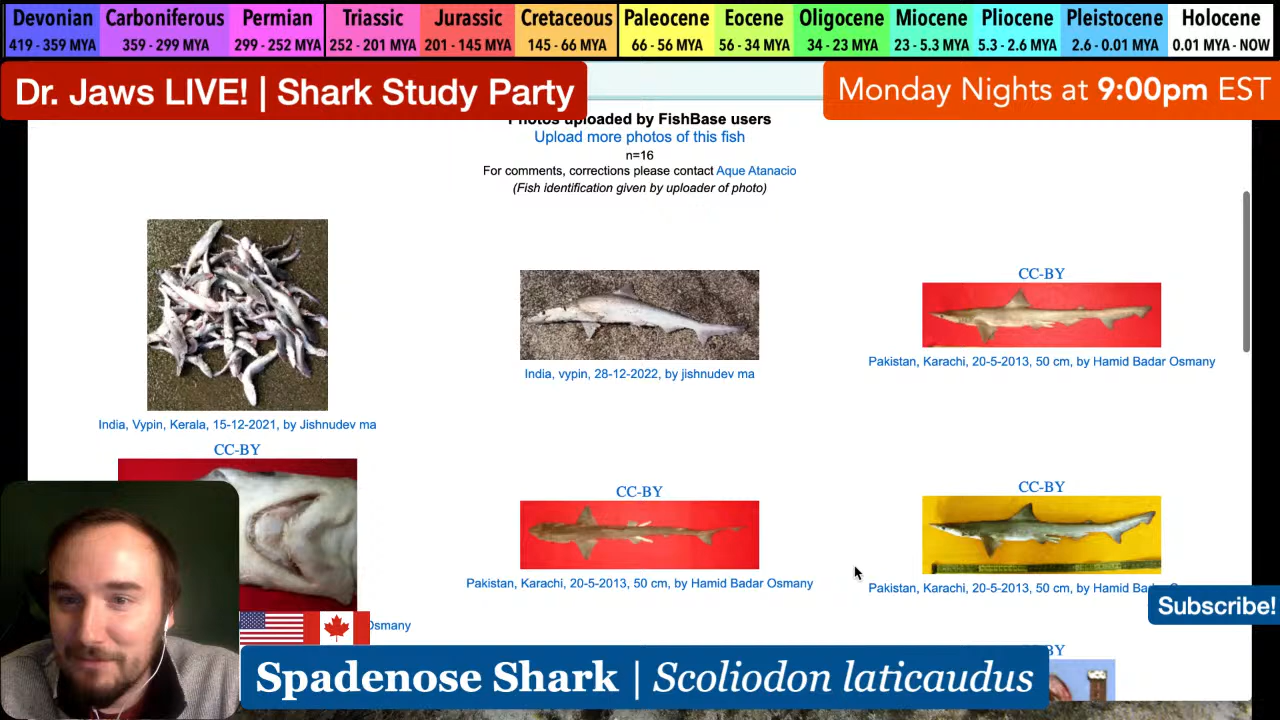 Devonian
419 - 359 MYA
Carboniferous
359 - 299 MYA
Permian
299 - 252 MYA
Triassic
252 - 201 MYA
Jurassic
201 - 145 MYA
Cretaceous
145 - 66 MYA
Paleocene
66 - 56 MYA
Eocene
56 - 34 MYA
Oligocene
34 - 23 MYA
Miocene
23 - 5.3 MYA
Pliocene
5.3 - 2.6 MYA
Pleistocene
2.6 - 0.01 MYA
Holocene
0.01 MYA - NOW
Dr. Jaws LIVE! | Shark Study Party
Monday Nights at 9:00pm EST
Photos uploaded by FishBase users
Upload more photos of this fish
n=16
For comments, corrections please contact Aque Atanacio
(Fish identification given by uploader of photo)
India, Vypin, Kerala, 15-12-2021, by Jishnudev ma
India, vypin, 28-12-2022, by jishnudev ma
CC-BY
Pakistan, Karachi, 20-5-2013, 50 cm, by Hamid Badar Osmany
CC-BY
Osmany
CC-BY
Pakistan, Karachi, 20-5-2013, 50 cm, by Hamid Badar Osmany
CC-BY
Pakistan, Karachi, 20-5-2013, 50 cm, by Hamid
Subscribe!
Spadenose Shark | Scoliodon laticaudus